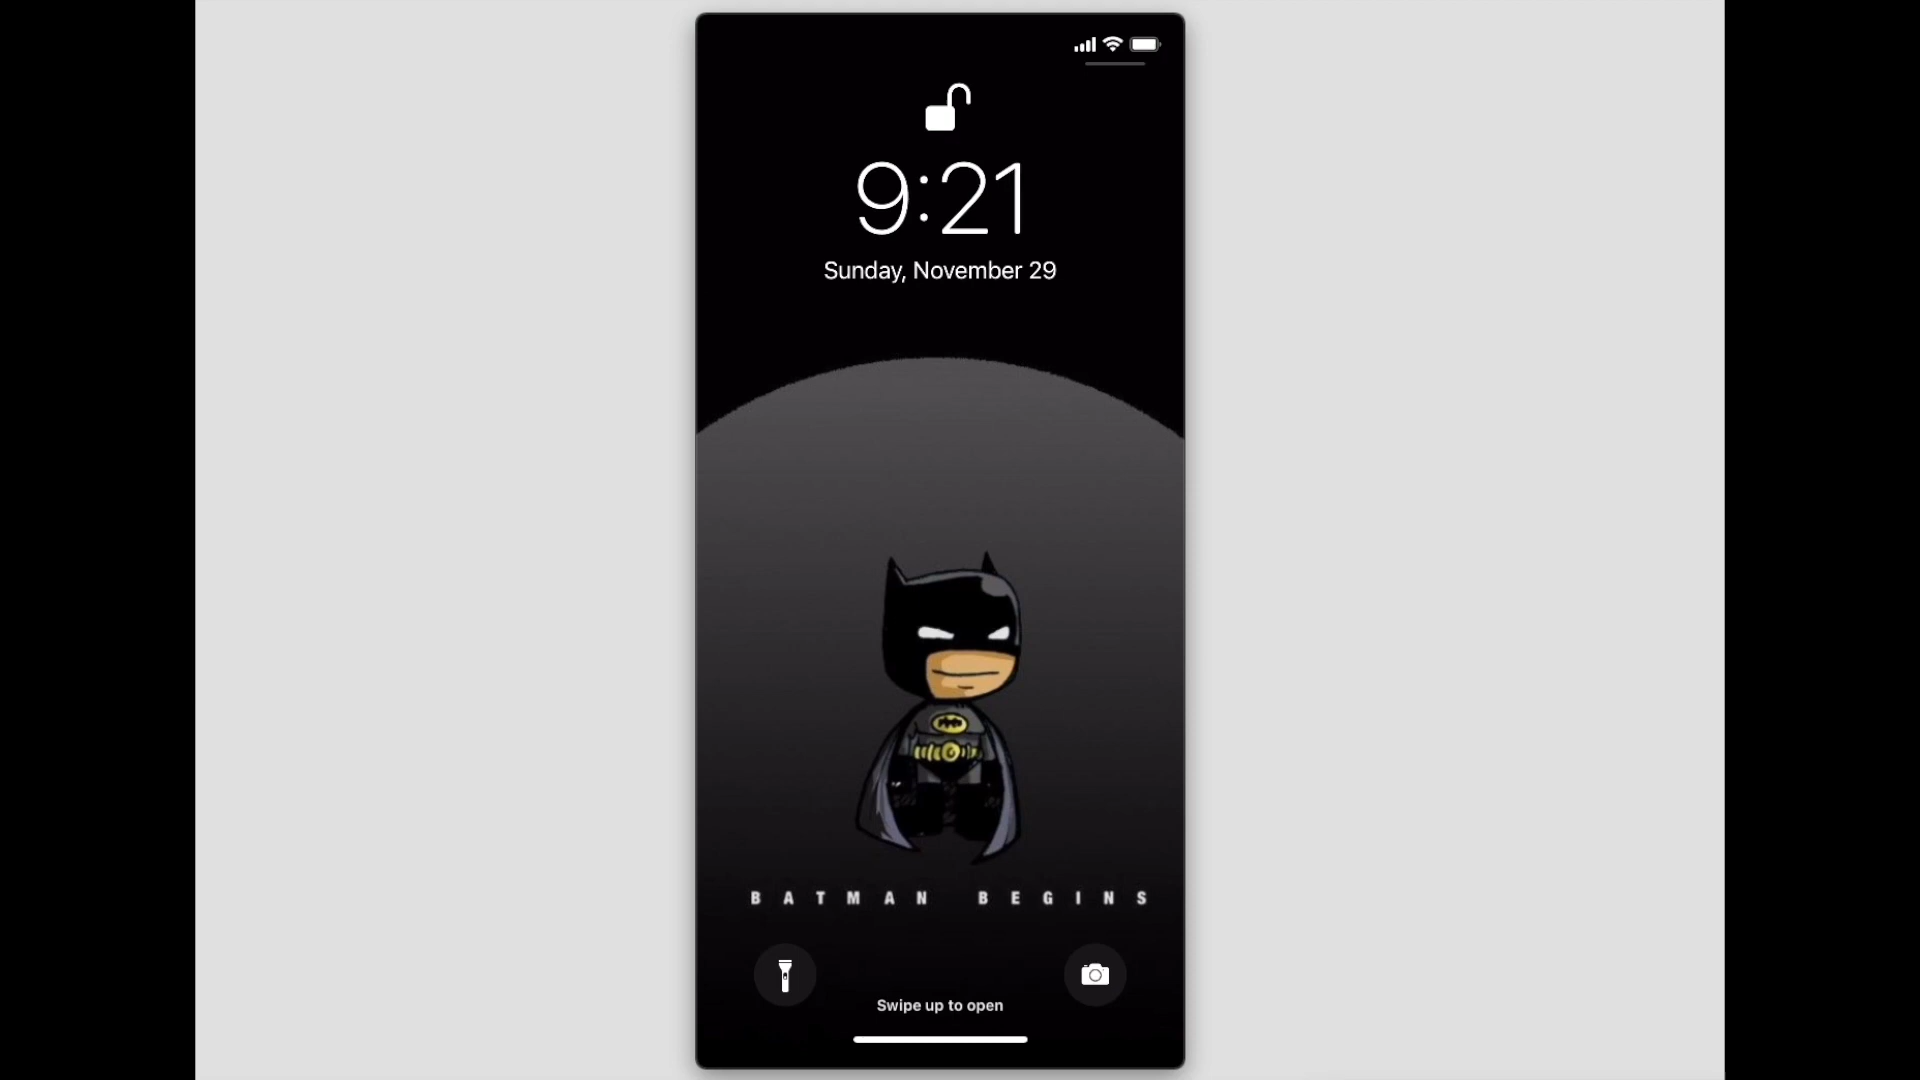 9:21
Sunday, November 29
BATMAN BEGINS
Swipe up to open